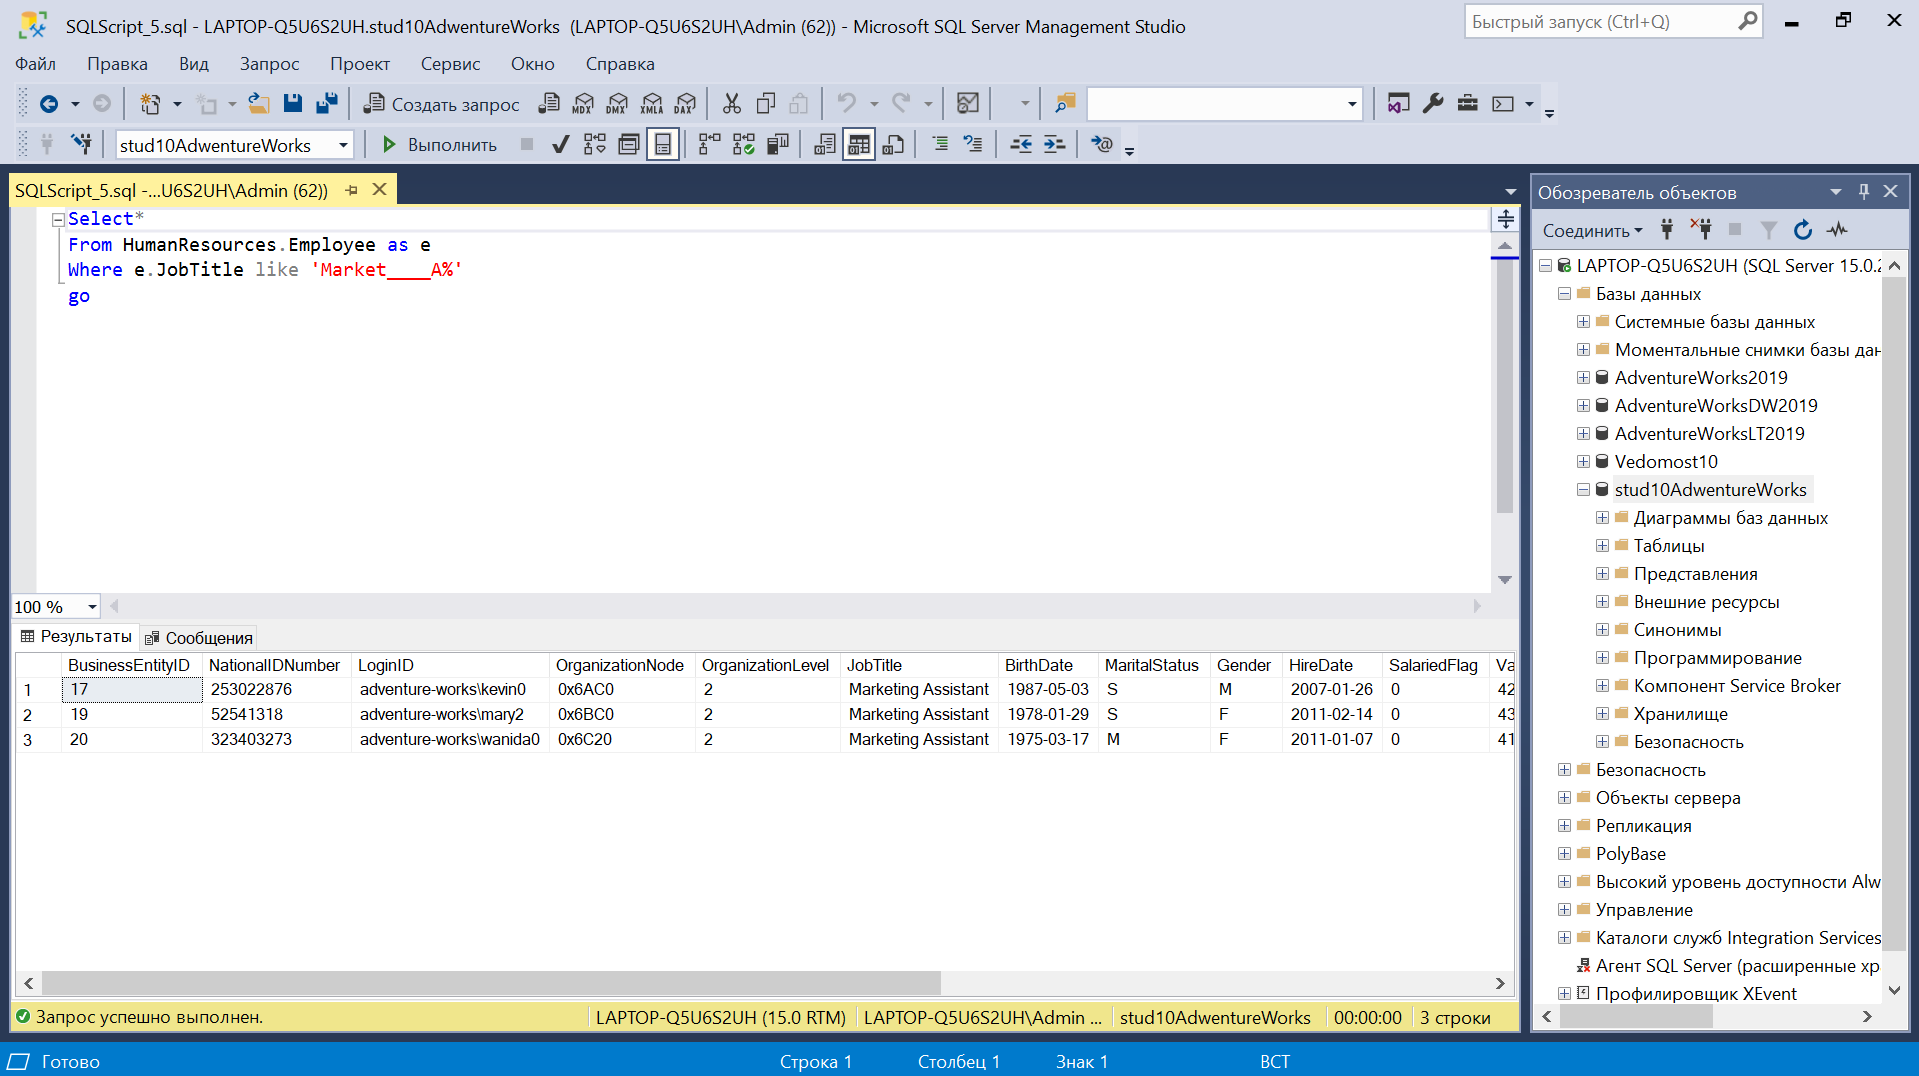 SQLScript_5.sql - LAPTOP-Q5U6S2UH.stud10AdwentureWorks (LAPTOP-Q5U6S2UH\Admin (62)) - Microsoft SQL Server Management Studio
Быстрый запуск (Ctrl+Q)
Файл Правка Вид Запрос Проект Сервис Окно Справка
Создать запрос MDX DMX XMLA DAX
stud10AdwentureWorks Выполнить
SQLScript_5.sql -...U6S2UH\Admin (62))
Select*
From HumanResources.Employee as e
Where e.JobTitle like 'Market____A%'
go
100 %
Результаты Сообщения
BusinessEntityID NationalIDNumber LoginID OrganizationNode OrganizationLevel JobTitle BirthDate MaritalStatus Gender HireDate SalariedFlag Va
1 17 253022876 adventure-works\kevin0 0x6AC0 2 Marketing Assistant 1987-05-03 S M 2007-01-26 0 42
2 19 52541318 adventure-works\mary2 0x6BC0 2 Marketing Assistant 1978-01-29 S F 2011-02-14 0 43
3 20 323403273 adventure-works\wanida0 0x6C20 2 Marketing Assistant 1975-03-17 M F 2011-01-07 0 41
Запрос успешно выполнен. LAPTOP-Q5U6S2UH (15.0 RTM) LAPTOP-Q5U6S2UH\Admin ... stud10AdwentureWorks 00:00:00 3 строки
Обозреватель объектов
Соединить
LAPTOP-Q5U6S2UH (SQL Server 15.0.2
Базы данных
Системные базы данных
Моментальные снимки базы дан
AdventureWorks2019
AdventureWorksDW2019
AdventureWorksLT2019
Vedomost10
stud10AdwentureWorks
Диаграммы баз данных
Таблицы
Представления
Внешние ресурсы
Синонимы
Программирование
Компонент Service Broker
Хранилище
Безопасность
Безопасность
Объекты сервера
Репликация
PolyBase
Высокий уровень доступности Alw
Управление
Каталоги служб Integration Services
Агент SQL Server (расширенные хр
Профилировщик XEvent
Готово Строка 1 Столбец 1 Знак 1 ВСТ